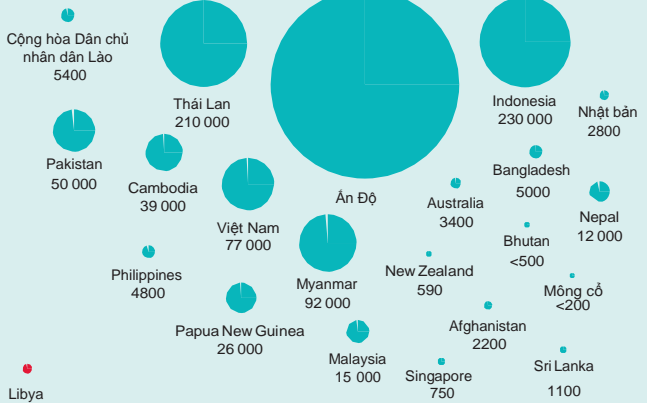 Cộng hòa Dân chủ
nhân dân Lào
5400
Thái Lan
210 000
Indonesia
230 000
Nhật bản
2800
Pakistan
50 000
Cambodia
39 000
Việt Nam
77 000
Ấn Độ
Australia
3400
Bangladesh
5000
Nepal
12 000
Bhutan
<500
Philippines
4800
Myanmar
92 000
New Zealand
590
Mông cổ
<200
Papua New Guinea
26 000
Malaysia
15 000
Afghanistan
2200
Singapore
750
Sri Lanka
1100
Libya